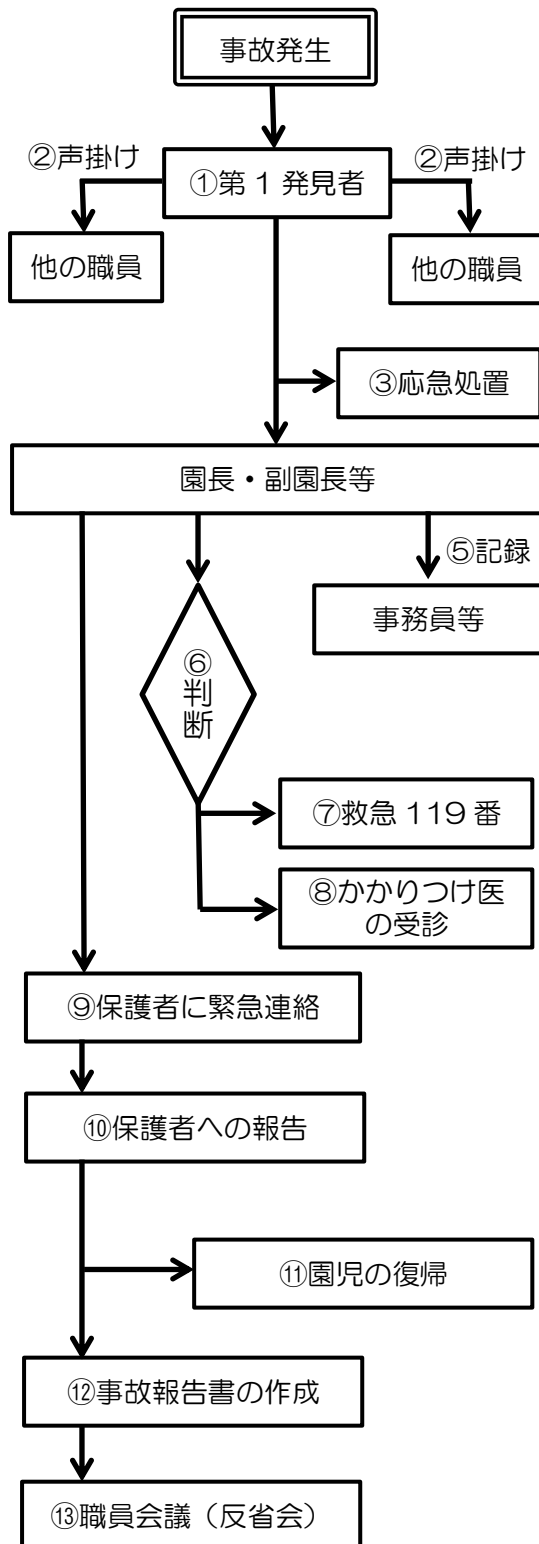 事故発生
②声掛け
②声掛け
①第1発見者
他の職員
他の職員
③応急処置
園長・副園長等
⑤記録
事務員等
⑥
判
断
⑦救急119番
⑧かかりつけ医
の受診
⑨保護者に緊急連絡
⑩保護者への報告
⑪園児の復帰
⑫事故報告書の作成
⑬職員会議（反省会）